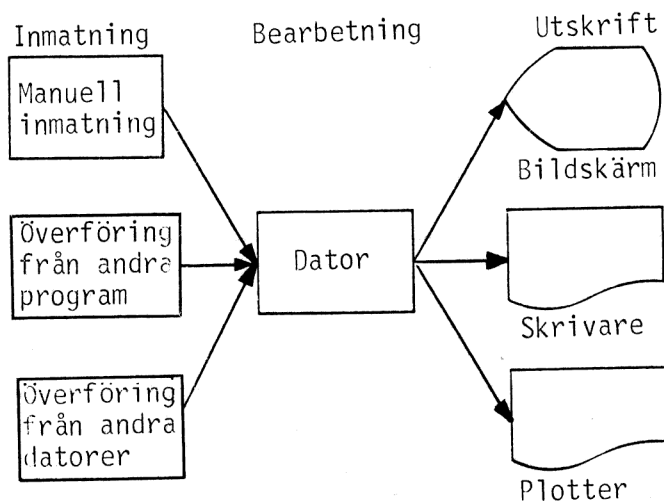 Inmatning
Bearbetning
Utskrift
Manuell
inmatning
Överföring
från andra
program
Överföring
från andra
datorer
Dator
Bildskärm
Skrivare
Plotter